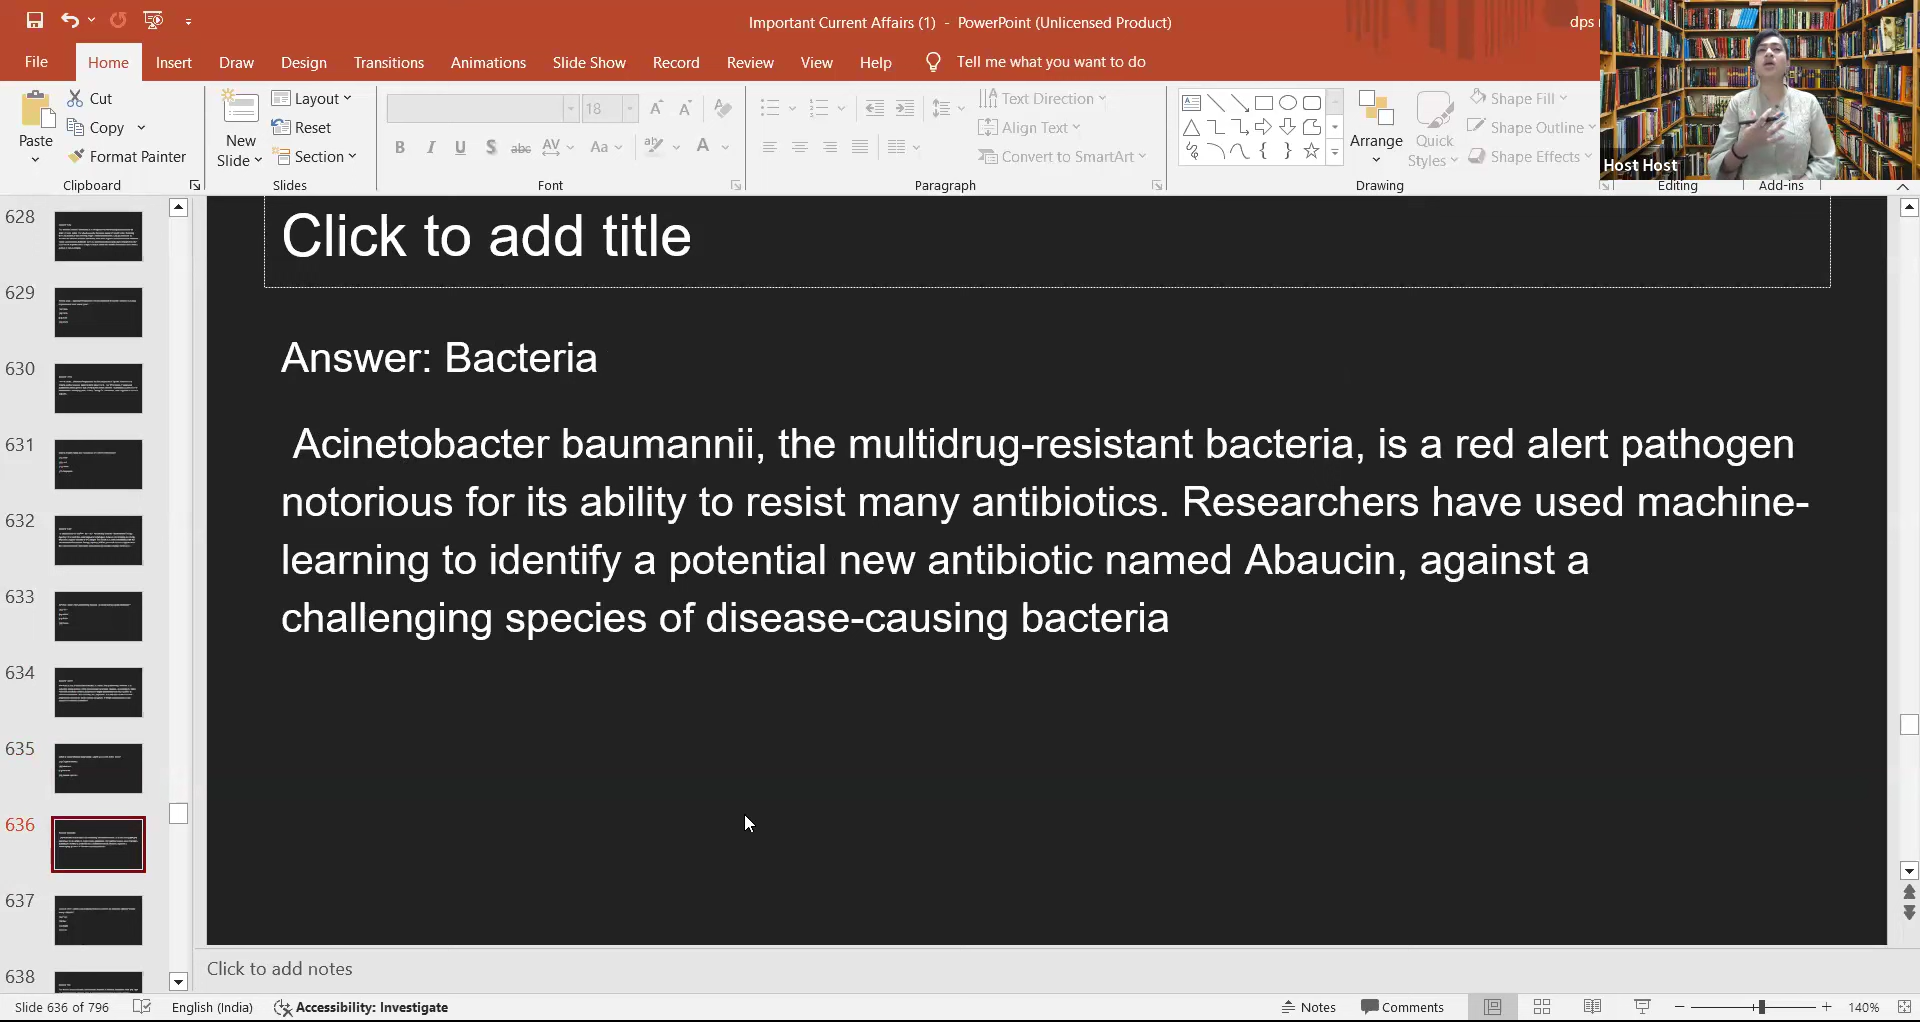 Important Current Affairs (1) - PowerPoint (Unlicensed Product)
dps
File
Home
Insert
Draw
Design
Transitions
Animations
Slide Show
Record
Review
View
Help
Tell me what you want to do
Paste
Cut
Copy
Format Painter
Clipboard
New
Slide
Layout
Reset
Section
Slides
18
B I U S abc AV Aa A
Font
Text Direction
Align Text
Convert to SmartArt
Paragraph
Arrange
Quick
Styles
Shape Fill
Shape Outline
Shape Effects
Drawing
Editing
Add-ins
Host Host
628
629
630
631
632
633
634
635
636
637
638
Click to add title
Answer: Bacteria
Acinetobacter baumannii, the multidrug-resistant bacteria, is a red alert pathogen
notorious for its ability to resist many antibiotics. Researchers have used machine-
learning to identify a potential new antibiotic named Abaucin, against a
challenging species of disease-causing bacteria
Click to add notes
Slide 636 of 796
English (India)
Accessibility: Investigate
Notes
Comments
140%